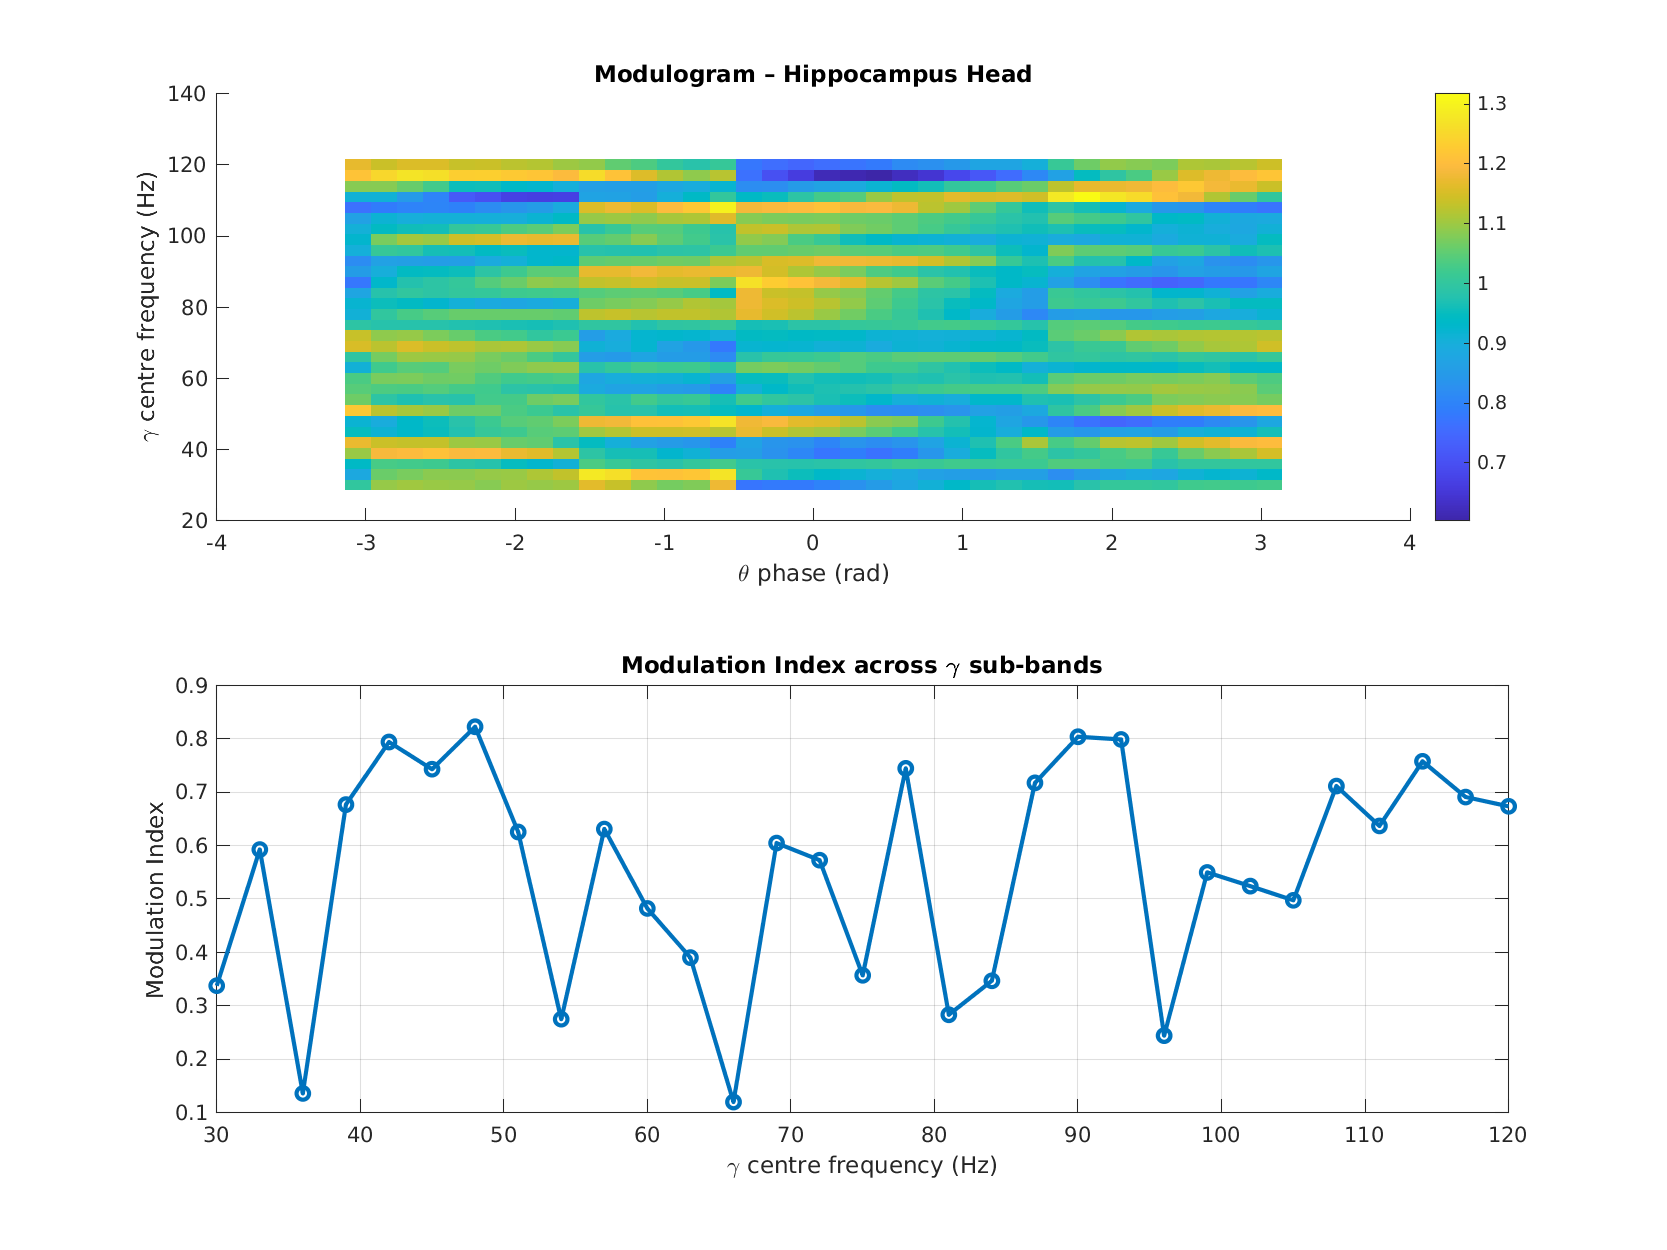 Modulogram – Hippocampus Head
140
120
100
80
60
40
20
γ centre frequency (Hz)
-4 -3 -2 -1 0 1 2 3 4
θ phase (rad)
1.3
1.2
1.1
1
0.9
0.8
0.7
Modulation Index across γ sub-bands
0.9
0.8
0.7
0.6
0.5
0.4
0.3
0.2
0.1
Modulation Index
30 40 50 60 70 80 90 100 110 120
γ centre frequency (Hz)